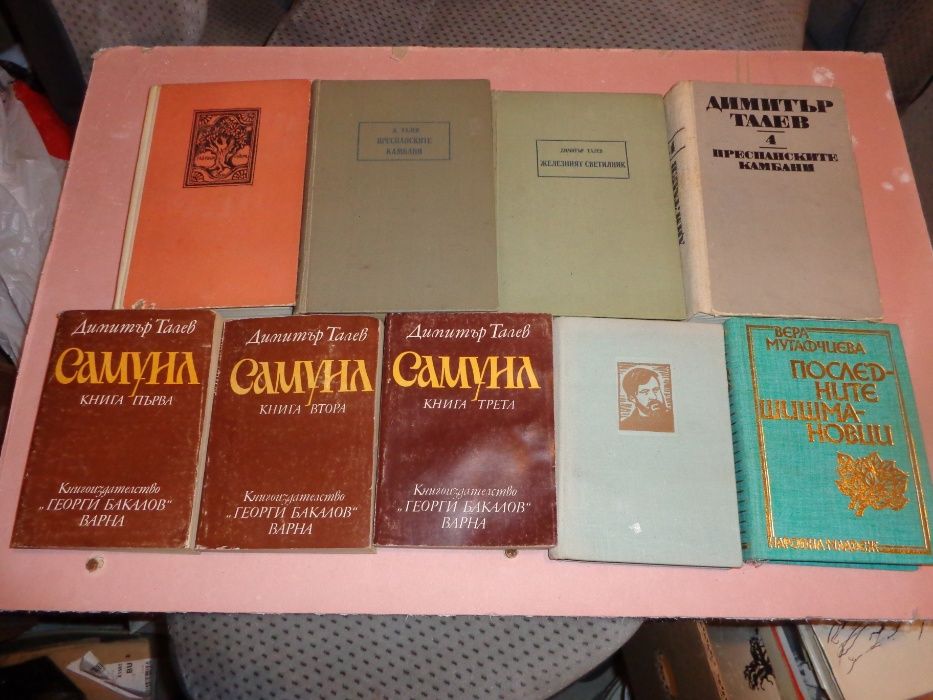 Д. ТАЛЕВ
ПРЕСПАНСКИТЕ
КАМБАНИ
ДИМИТЪР ТАЛЕВ
ЖЕЛЕЗНИЯТ СВЕТИЛНИК
ДИМИТЪР
ТАЛЕВ
4
ПРЕСПАНСКИТЕ
КАМБАНИ
Димитър Талев
САМУИЛ
КНИГА ПЪРВА
Книгоиздателство
„ГЕОРГИ БАКАЛОВ“
ВАРНА
Димитър Талев
САМУИЛ
КНИГА ВТОРА
Книгоиздателство
„ГЕОРГИ БАКАЛОВ“
ВАРНА
Димитър Талев
САМУИЛ
КНИГА ТРЕТА
Книгоиздателство
„ГЕОРГИ БАКАЛОВ“
ВАРНА
ВЕРА
МУТАФЧИЕВА
ПОСЛЕД-
НИТЕ
ШИШМА-
НОВЦИ
НАРОДНА МЛАДЕЖ